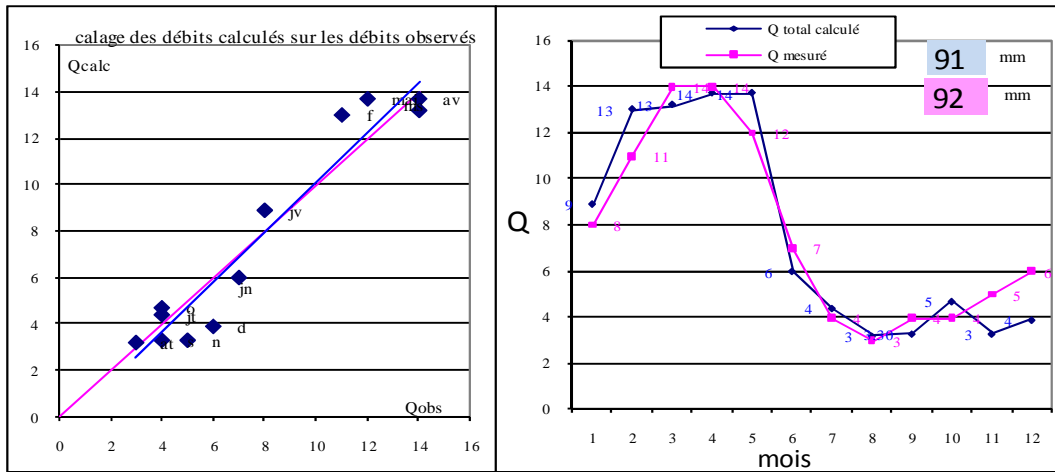 calage des débits calculés sur les débits observés
Qcalc
16
14
12
10
8
6
4
2
0
0 2 4 6 8 10 12 14 16
Qobs
av
f
jv
jn
jt
d
n
at
Q total calculé
Q mesuré
91 mm
92 mm
Q
16
14
12
10
8
6
4
2
0
9 13 13 14 14 6 4 3 5 3 4
8 11 14 14 12 7 4 3 4 4 5 6
1 2 3 4 5 6 7 8 9 10 11 12
mois